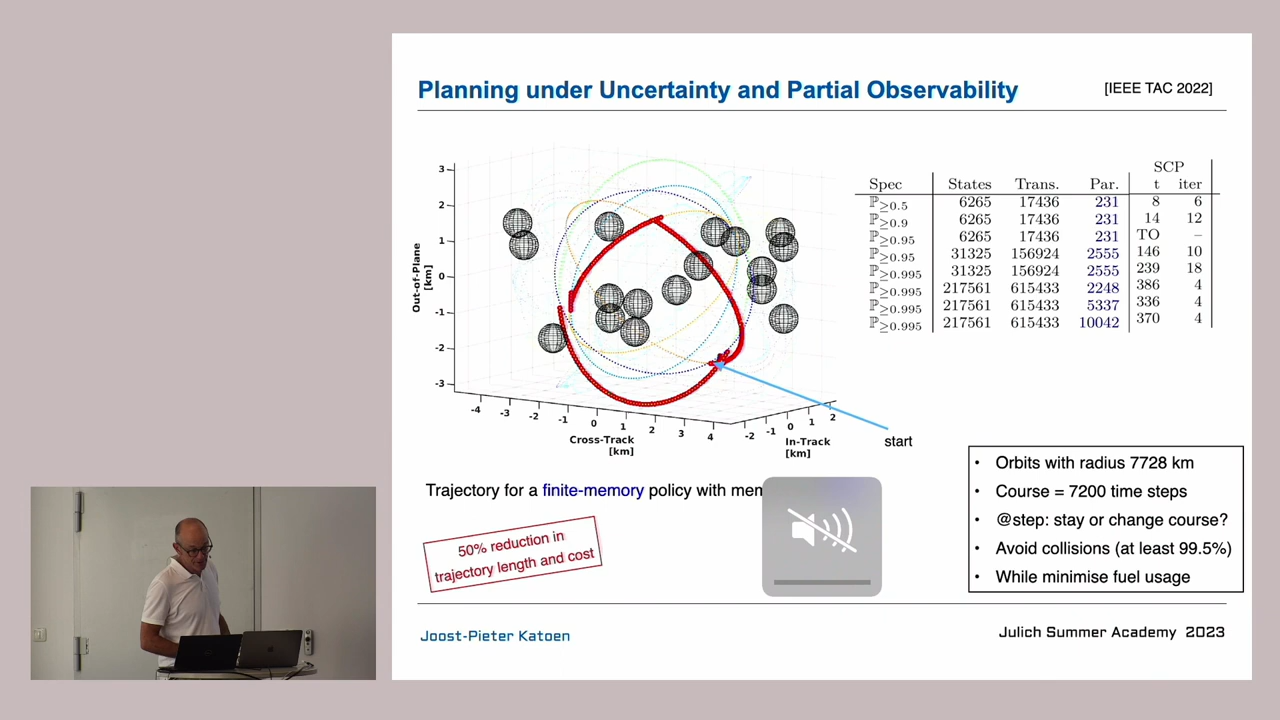 Planning under Uncertainty and Partial Observability
[IEEE TAC 2022]
3
2
1
0
-1
-2
-3
Out-of-Plane
[km]
-4 -3 -2 -1 0 1 2 3 4
Cross-Track
[km]
-2 -1 0 1 2
In-Track
[km]
start
SCP
Spec States Trans. Par. t iter
ℙ≥0.5 6265 17436 231 8 6
ℙ≥0.9 6265 17436 231 14 12
ℙ≥0.95 6265 17436 231 TO –
ℙ≥0.95 31325 156924 2555 146 10
ℙ≥0.995 31325 156924 2555 239 18
ℙ≥0.995 217561 615433 2248 386 4
ℙ≥0.995 217561 615433 5337 336 4
ℙ≥0.995 217561 615433 10042 370 4
Trajectory for a finite-memory policy with mem
50% reduction in
trajectory length and cost
• Orbits with radius 7728 km
• Course = 7200 time steps
• @step: stay or change course?
• Avoid collisions (at least 99.5%)
• While minimise fuel usage
Joost-Pieter Katoen
Julich Summer Academy 2023